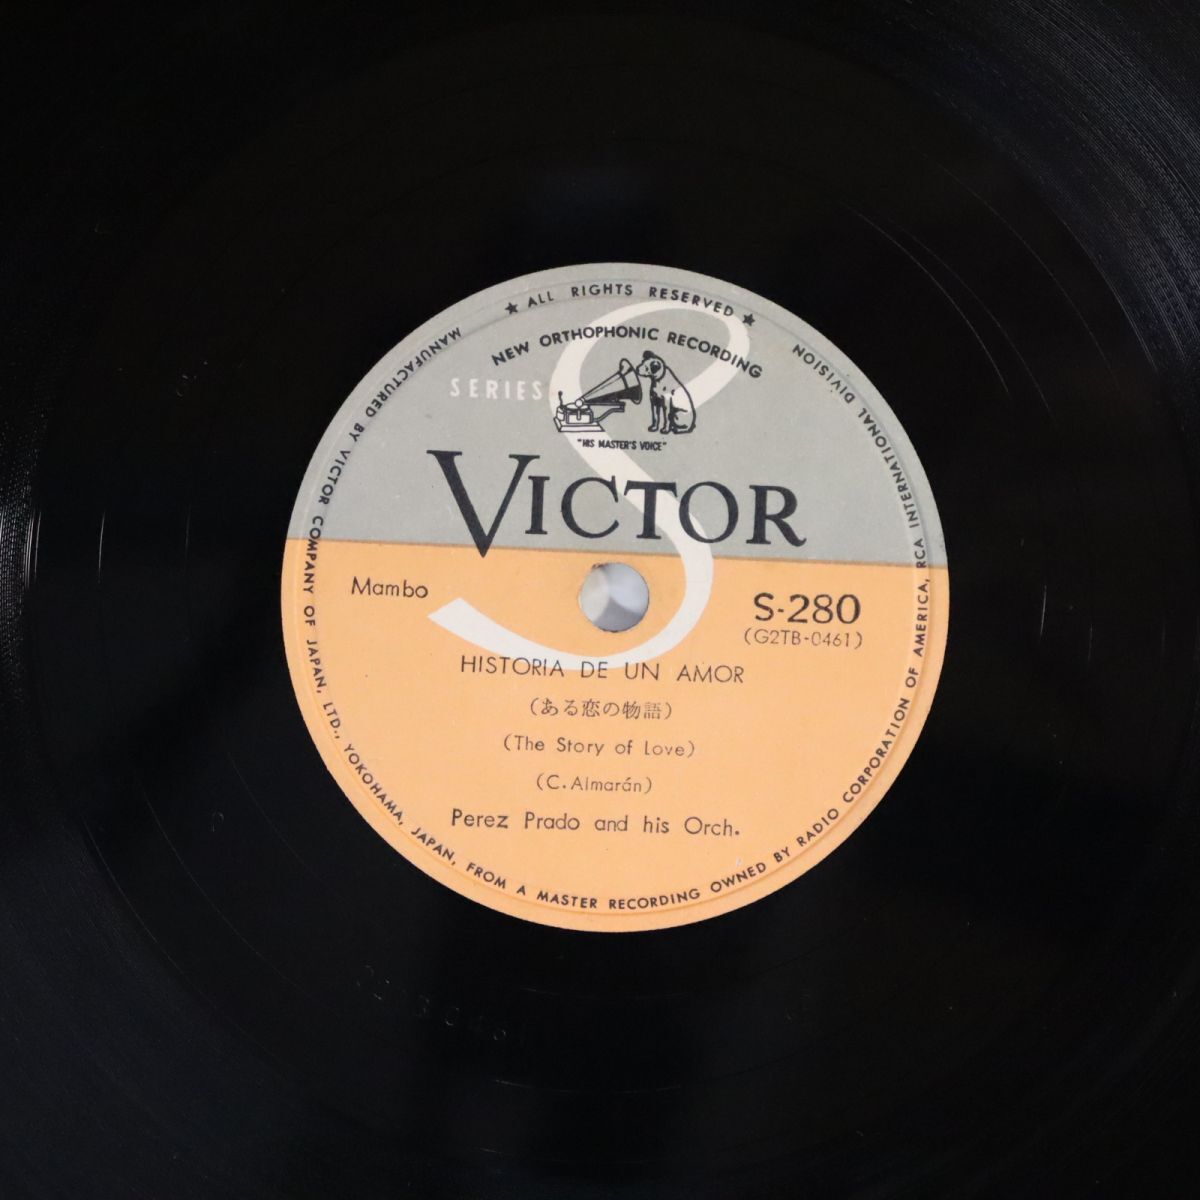 ★ ALL RIGHTS RESERVED ★
NEW ORTHOPHONIC RECORDING
SERIES S
"HIS MASTER'S VOICE"
VICTOR
Mambo
S-280
(G2TB-0461)
HISTORIA DE UN AMOR
(ある恋の物語)
(The Story of Love)
(C. Almarán)
Perez Prado and his Orch.
MANUFACTURED BY VICTOR COMPANY OF JAPAN, LTD., YOKOHAMA, JAPAN, FROM A MASTER RECORDING OWNED BY RADIO CORPORATION OF AMERICA, RCA INTERNATIONAL DIVISION